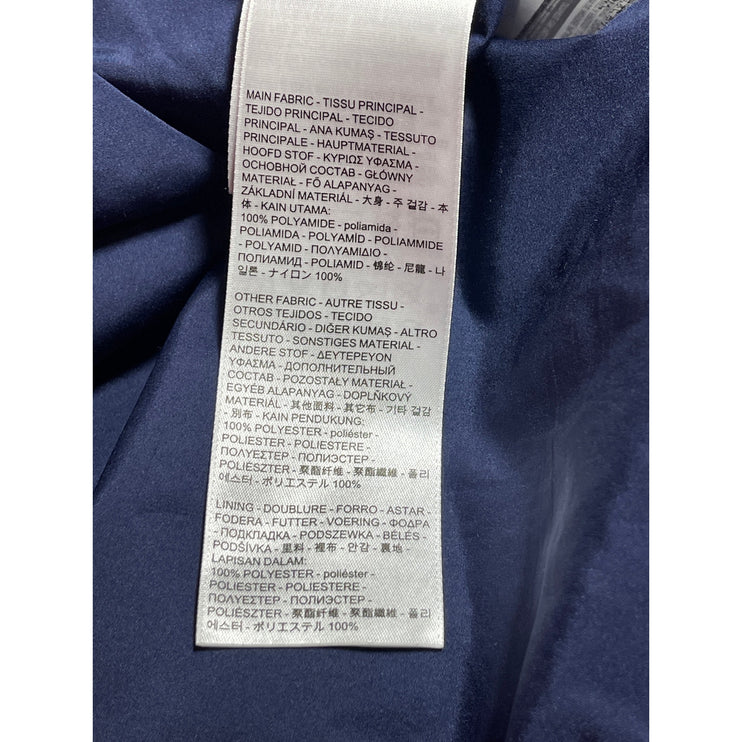 MAIN FABRIC - TISSU PRINCIPAL -
TEJIDO PRINCIPAL - TECIDO
PRINCIPAL - ANA KUMAŞ - TESSUTO
PRINCIPALE - HAUPTMATERIAL -
HOOFD STOF - ΚΥΡΙΩΣ ΥΦΑΣΜΑ -
ОСНОВНОЙ СОСТАВ - GŁÓWNY
MATERIAŁ - FŐ ALAPANYAG -
ZÁKLADNÍ MATERIÁL - 大身 - 주 겉감 - 本
体 - KAIN UTAMA:
100% POLYAMIDE - poliamida -
POLIAMIDA - POLYAMİD - POLIAMMIDE
- POLYAMID - ΠΟΛΥΑΜΙΔΙΟ -
ПОЛИАМИД - POLIAMID - 锦纶 - 尼龍 - 나
일론 - ナイロン 100%
OTHER FABRIC - AUTRE TISSU -
OTROS TEJIDOS - TECIDO
SECUNDÁRIO - DIĞER KUMAŞ - ALTRO
TESSUTO - SONSTIGES MATERIAL -
ANDERE STOF - ΔΕΥΤΕΡΕΥΟΝ
ΥΦΑΣΜΑ - ДОПОЛНИТЕЛЬНЫЙ
СОСТАВ - POZOSTAŁY MATERIAŁ -
EGYÉB ALAPANYAG - DOPLŇKOVÝ
MATERIÁL - 其他面料 - 其它布 - 기타 겉감
- 別布 - KAIN PENDUKUNG:
100% POLYESTER - poliéster -
POLIESTER - POLIESTERE -
ΠΟΛΥΕΣΤΕΡ - ПОЛИЭСТЕР -
POLIÉSZTER - 聚酯纤维 - 聚酯纖維 - 폴리
에스터 - ポリエステル 100%
LINING - DOUBLURE - FORRO - ASTAR -
FODERA - FUTTER - VOERING - ΦΟΔΡΑ
- ПОДКЛАДКА - PODSZEWKA - BÉLÉS -
PODŠÍVKA - 里料 - 裡布 - 안감 - 裏地 -
LAPISAN DALAM:
100% POLYESTER - poliéster -
POLIESTER - POLIESTERE -
ΠΟΛΥΕΣΤΕΡ - ПОЛИЭСТЕР -
POLIÉSZTER - 聚酯纤维 - 聚酯纖維 - 폴리
에스터 - ポリエステル 100%